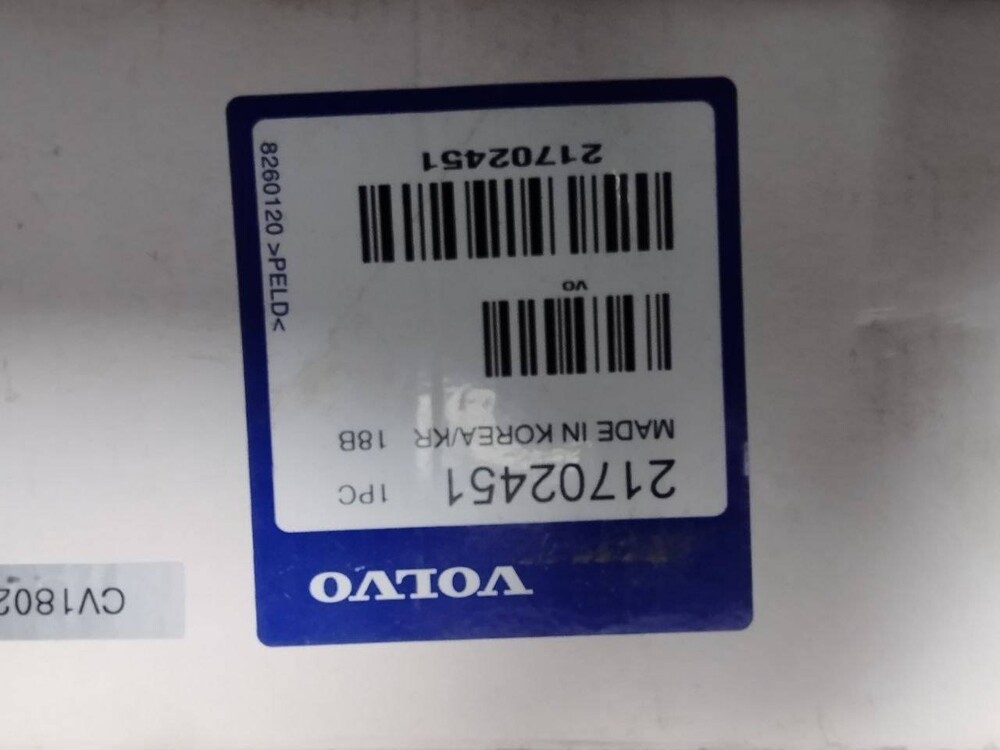 VOLVO
21702451 1PC
MADE IN KOREA/KR 18B
VO
21702451
8260120 >PELD<
CV1802